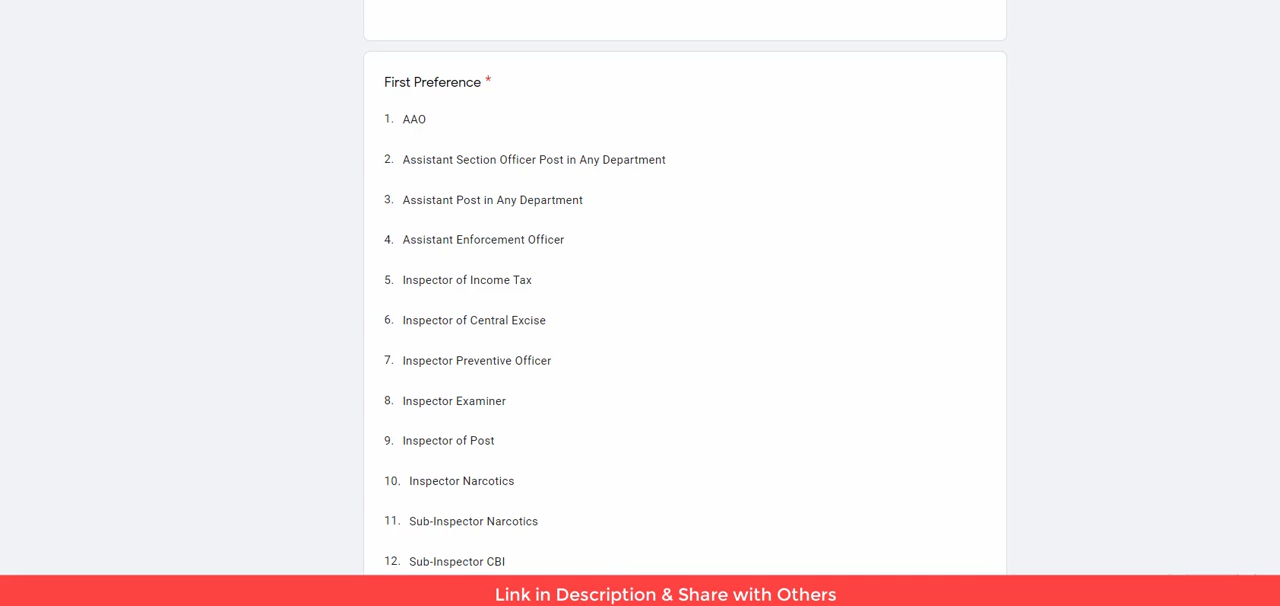 First Preference *
1. AAO
2. Assistant Section Officer Post in Any Department
3. Assistant Post in Any Department
4. Assistant Enforcement Officer
5. Inspector of Income Tax
6. Inspector of Central Excise
7. Inspector Preventive Officer
8. Inspector Examiner
9. Inspector of Post
10. Inspector Narcotics
11. Sub-Inspector Narcotics
12. Sub-Inspector CBI
Link in Description & Share with Others